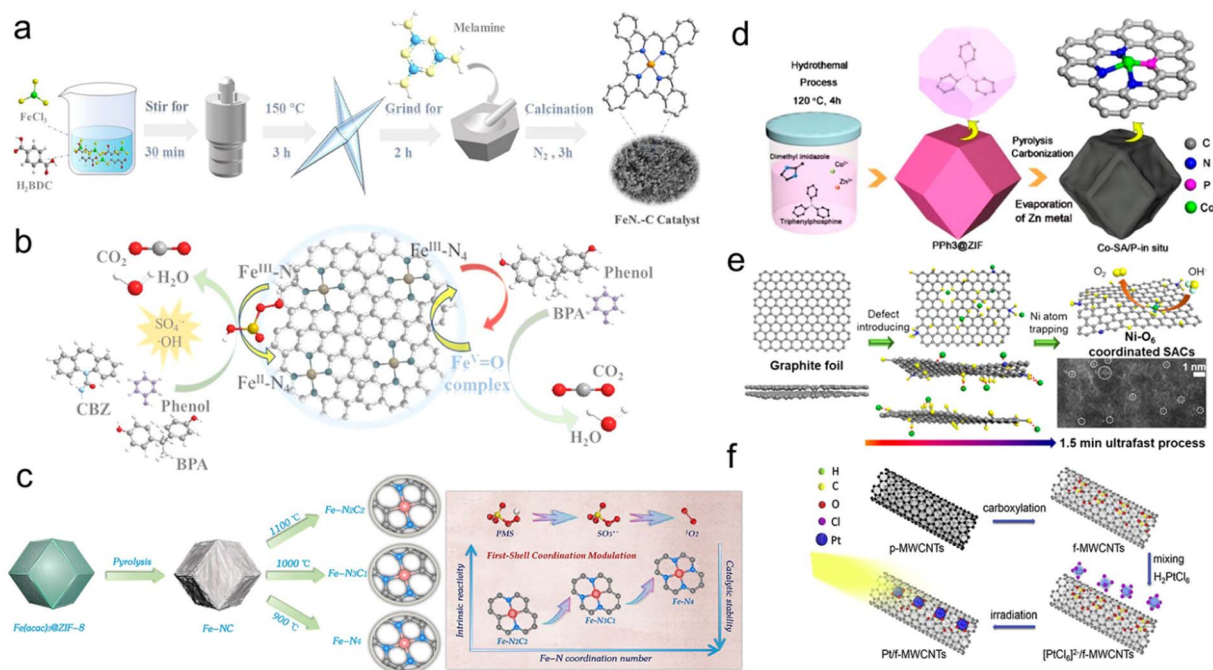 a
FeCl3
H2BDC
Stir for
30 min
150 °C
3 h
Grind for
2 h
Melamine
Calcination
N2 , 3h
FeNx-C Catalyst
b
CO2
H2O
SO4·-
·OH
CBZ
Phenol
BPA
FeIII-N4
FeII-N4
FeIII-N4
FeV=O
complex
Phenol
BPA
CO2
H2O
c
Fe(acac)3@ZIF-8
Pyrolysis
Fe-NC
1100 ℃
1000 ℃
900 ℃
Fe-N2C2
Fe-N3C1
Fe-N4
PMS
SO5·-
1O2
First-Shell Coordination Modulation
Intrinsic reactivity
Catalytic stability
Fe-N2C2
Fe-N3C1
Fe-N4
Fe-N coordination number
d
Hydrothemal
Process
120 °C, 4h
Dimethyl imidazole
Co2+
Zn2+
Triphenylphosphine
PPh3@ZIF
Pyrolysis
Carbonization
Evaporation
of Zn metal
Co-SA/P-in situ
C
N
P
Co
e
Graphite foil
Defect
introducing
Ni atom
trapping
O2
OH-
Ni-O6
coordinated SACs
1 nm
1.5 min ultrafast process
f
H
C
O
Cl
Pt
p-MWCNTs
carboxylation
f-MWCNTs
mixing
H2PtCl6
[PtCl6]2-/f-MWCNTs
irradiation
Pt/f-MWCNTs